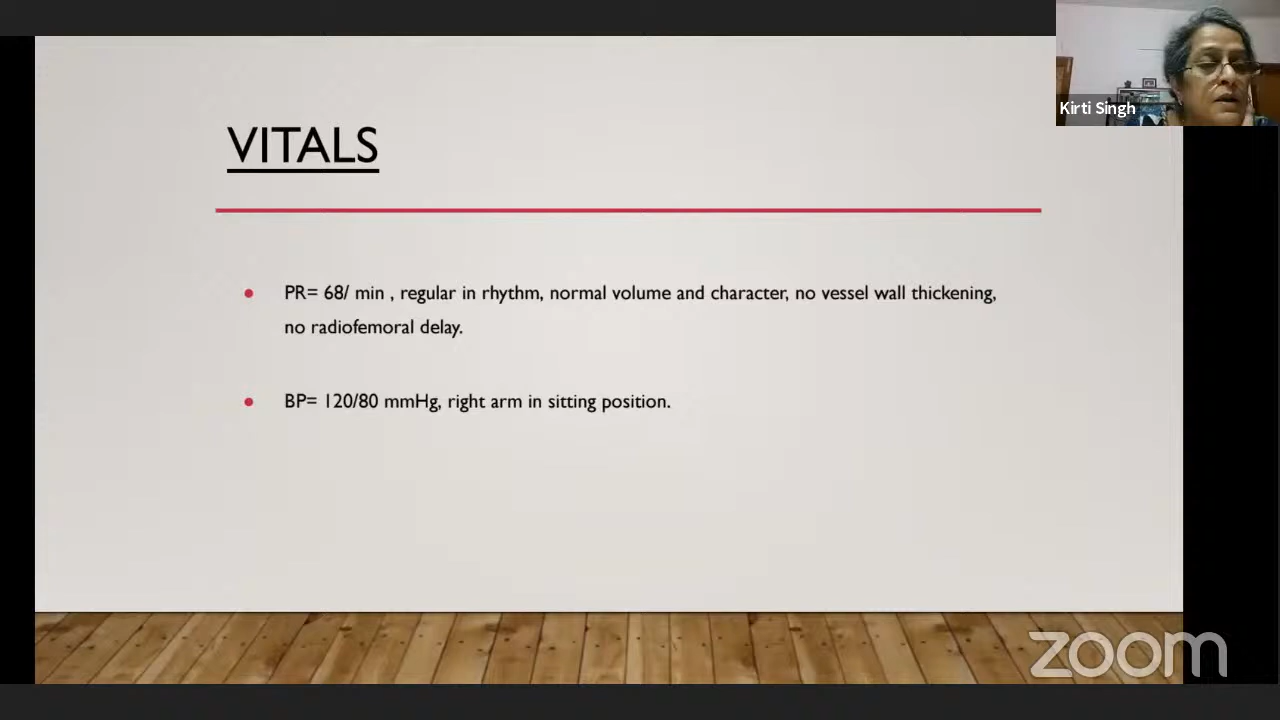 Kirti Singh
VITALS
PR= 68/ min , regular in rhythm, normal volume and character, no vessel wall thickening,
no radiofemoral delay.
BP= 120/80 mmHg, right arm in sitting position.
zoom